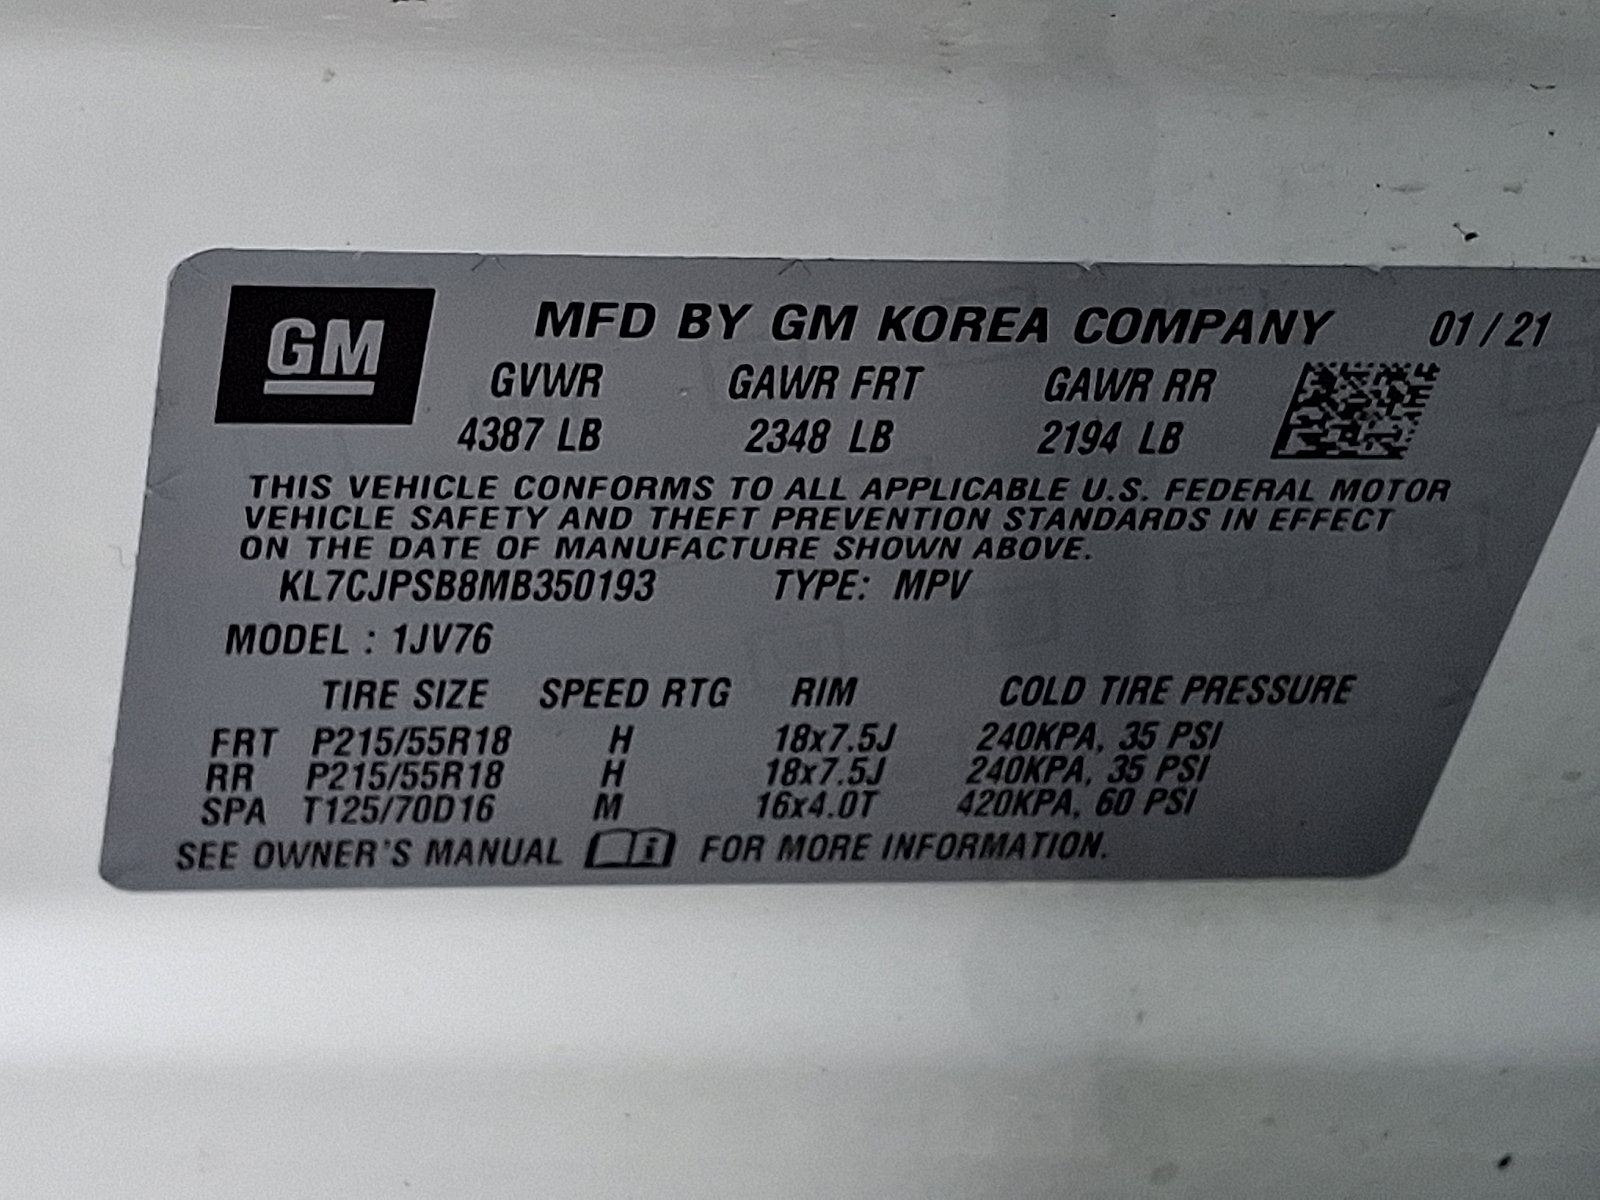 GM
MFD BY GM KOREA COMPANY 01/21
GVWR GAWR FRT GAWR RR
4387 LB 2348 LB 2194 LB
THIS VEHICLE CONFORMS TO ALL APPLICABLE U.S. FEDERAL MOTOR
VEHICLE SAFETY AND THEFT PREVENTION STANDARDS IN EFFECT
ON THE DATE OF MANUFACTURE SHOWN ABOVE.
KL7CJPSB8MB350193 TYPE: MPV
MODEL : 1JV76
TIRE SIZE SPEED RTG RIM COLD TIRE PRESSURE
FRT P215/55R18 H 18x7.5J 240KPA, 35 PSI
RR P215/55R18 H 18x7.5J 240KPA, 35 PSI
SPA T125/70D16 M 16x4.0T 420KPA, 60 PSI
SEE OWNER'S MANUAL i FOR MORE INFORMATION.